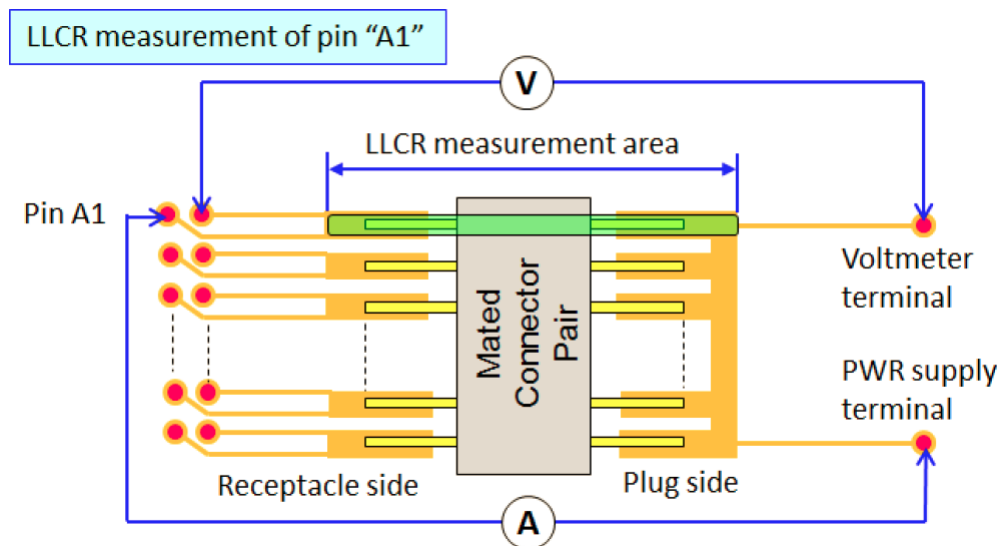 LLCR measurement of pin “A1”
V
LLCR measurement area
Pin A1
Voltmeter
terminal
Mated
Connector
Pair
PWR supply
terminal
Receptacle side
Plug side
A